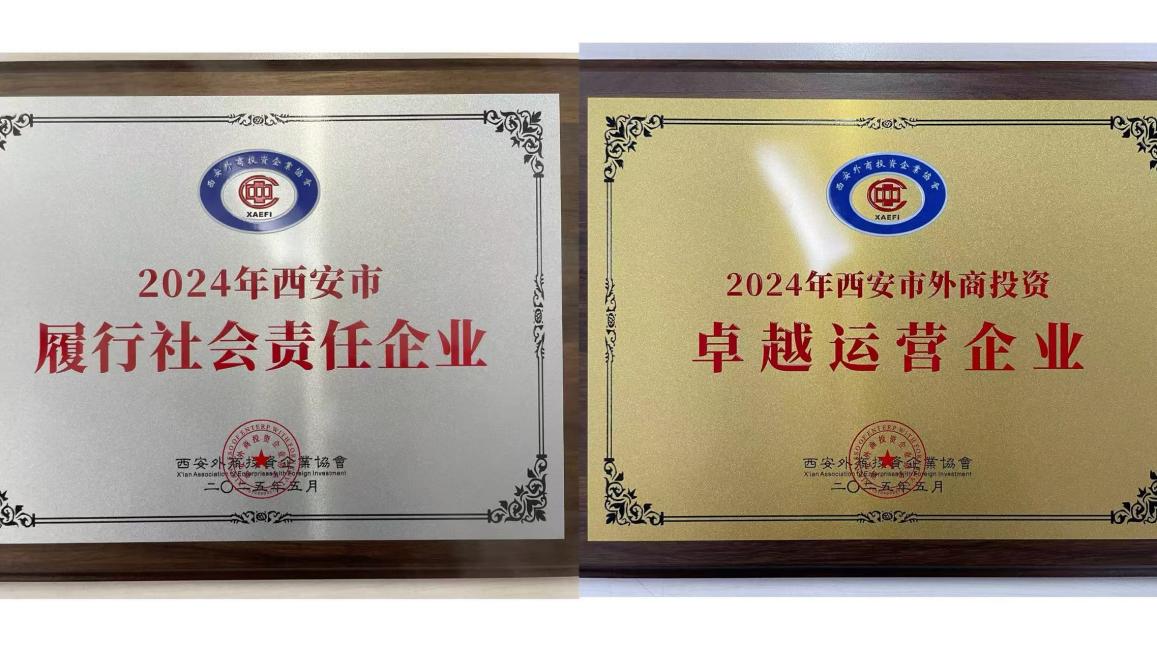 西安外商投资企業協會
XAEFI
2024年西安市
履行社会责任企业
西安外商投資企業協會
Xi'an Association of Enterprises with Foreign Investment
二〇二五年五月
西安外商投资企業協會
XAEFI
2024年西安市外商投资
卓越运营企业
西安外商投資企業協會
Xi'an Association of Enterprises with Foreign Investment
二〇二五年五月